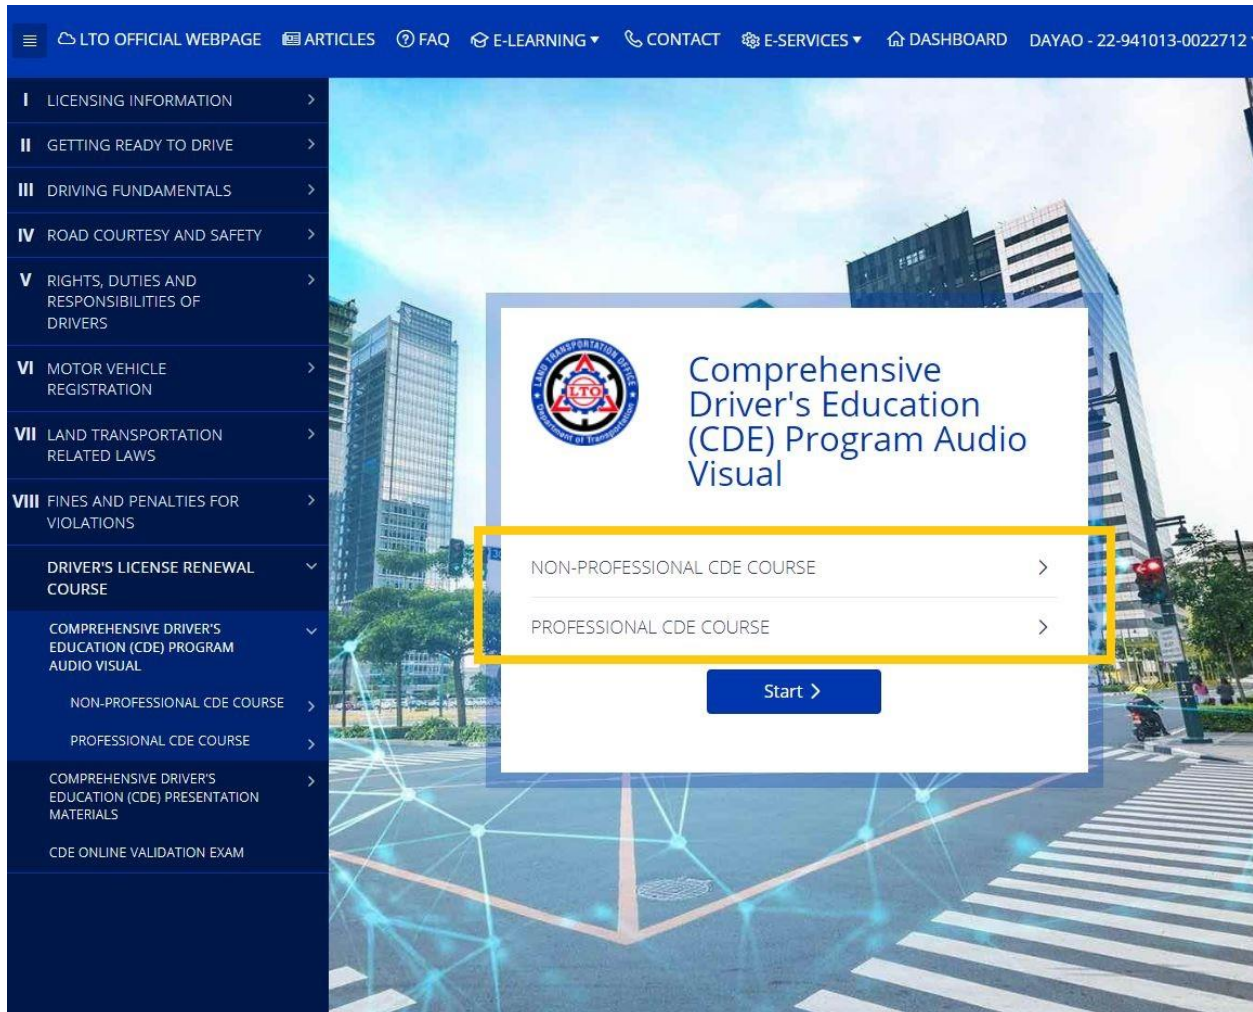 LTO OFFICIAL WEBPAGE ARTICLES FAQ E-LEARNING CONTACT E-SERVICES DASHBOARD DAYAO - 22-941013-0022712
I LICENSING INFORMATION
II GETTING READY TO DRIVE
III DRIVING FUNDAMENTALS
IV ROAD COURTESY AND SAFETY
V RIGHTS, DUTIES AND
RESPONSIBILITIES OF
DRIVERS
VI MOTOR VEHICLE
REGISTRATION
VII LAND TRANSPORTATION
RELATED LAWS
VIII FINES AND PENALTIES FOR
VIOLATIONS
DRIVER'S LICENSE RENEWAL
COURSE
COMPREHENSIVE DRIVER'S
EDUCATION (CDE) PROGRAM
AUDIO VISUAL
NON-PROFESSIONAL CDE COURSE
PROFESSIONAL CDE COURSE
COMPREHENSIVE DRIVER'S
EDUCATION (CDE) PRESENTATION
MATERIALS
CDE ONLINE VALIDATION EXAM
LAND TRANSPORTATION OFFICE
LTO
Department of Transportation
Comprehensive
Driver's Education
(CDE) Program Audio
Visual
NON-PROFESSIONAL CDE COURSE
PROFESSIONAL CDE COURSE
Start